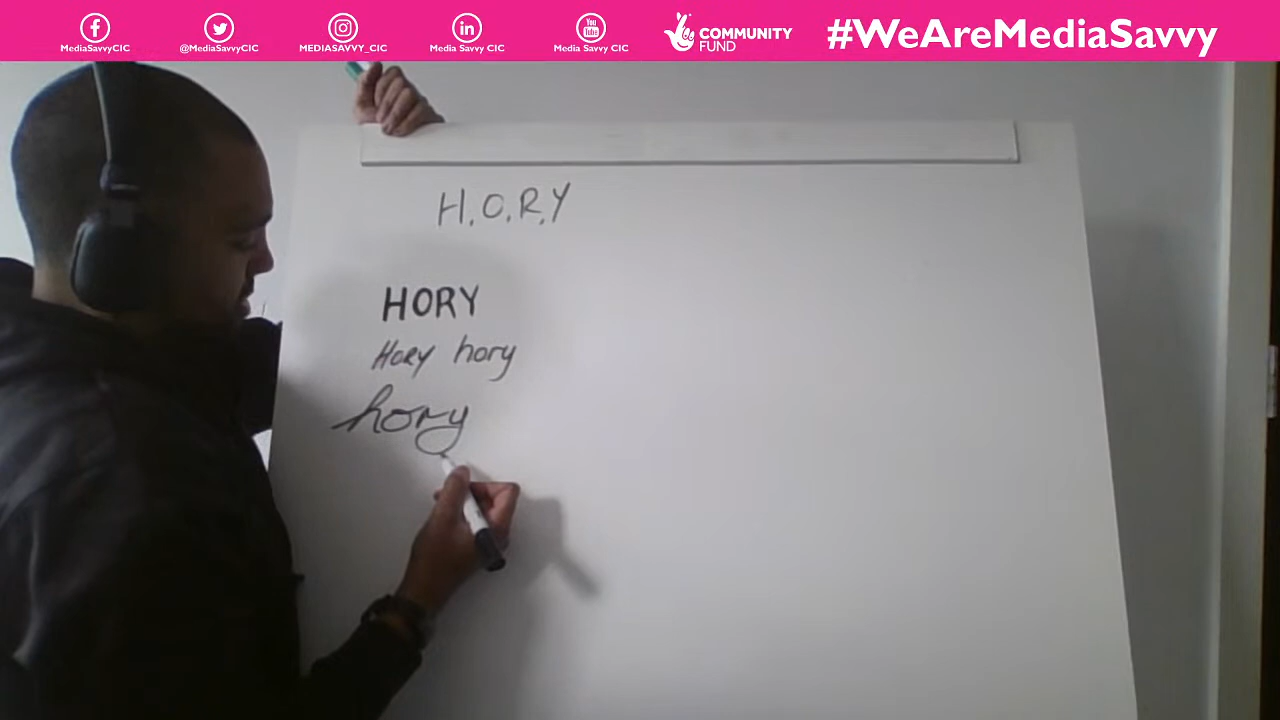 MediaSavvyCIC @MediaSavvyCIC MEDIASAVVY_CIC Media Savvy CIC Media Savvy CIC COMMUNITY FUND #WeAreMediaSavvy
H.O.R.Y
HORY
HORY hory
hory